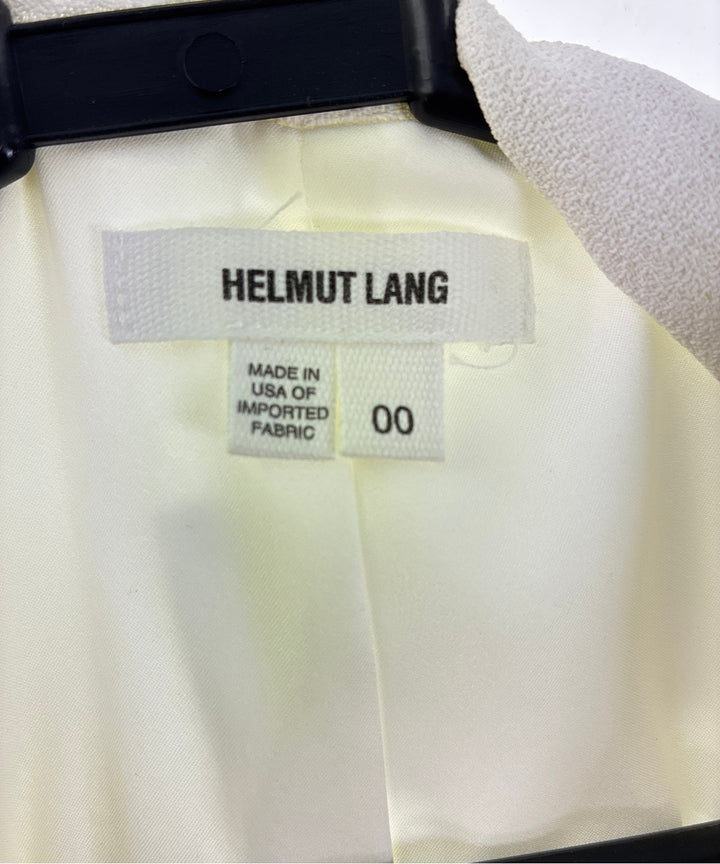 HELMUT LANG
MADE IN
USA OF
IMPORTED
FABRIC
00